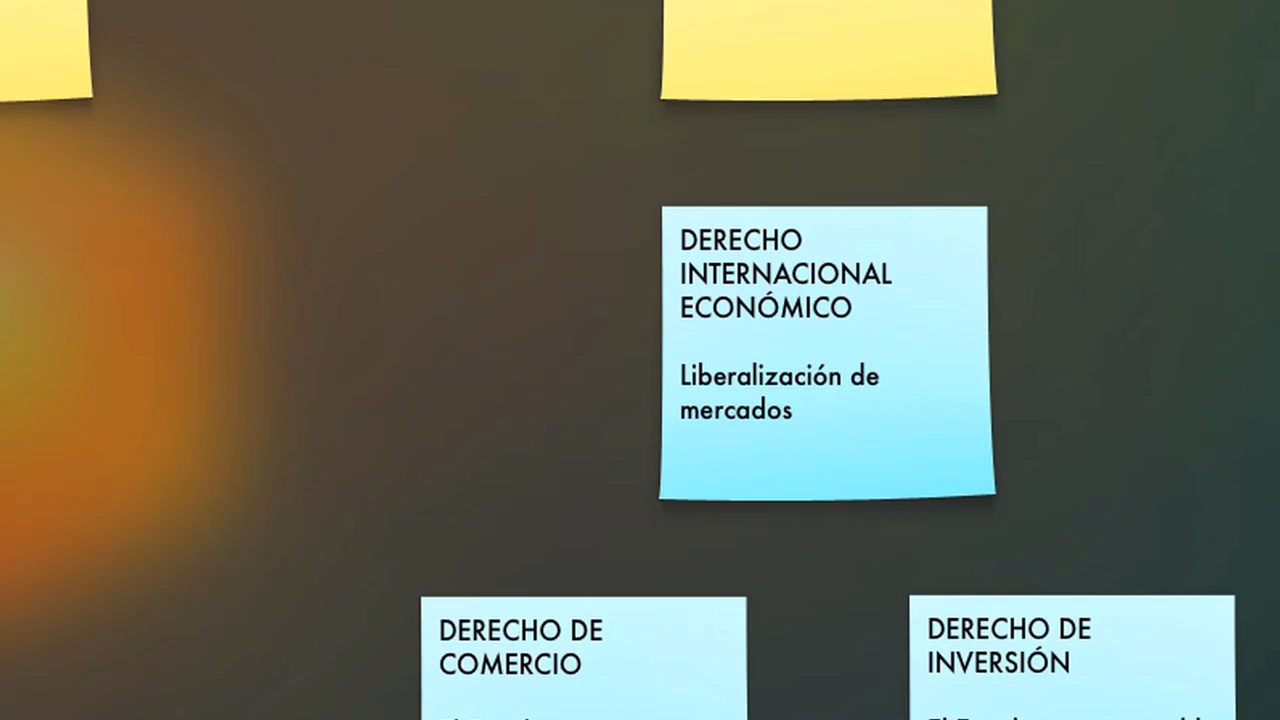 DERECHO
INTERNACIONAL
ECONÓMICO
Liberalización de
mercados
DERECHO DE
COMERCIO
DERECHO DE
INVERSIÓN